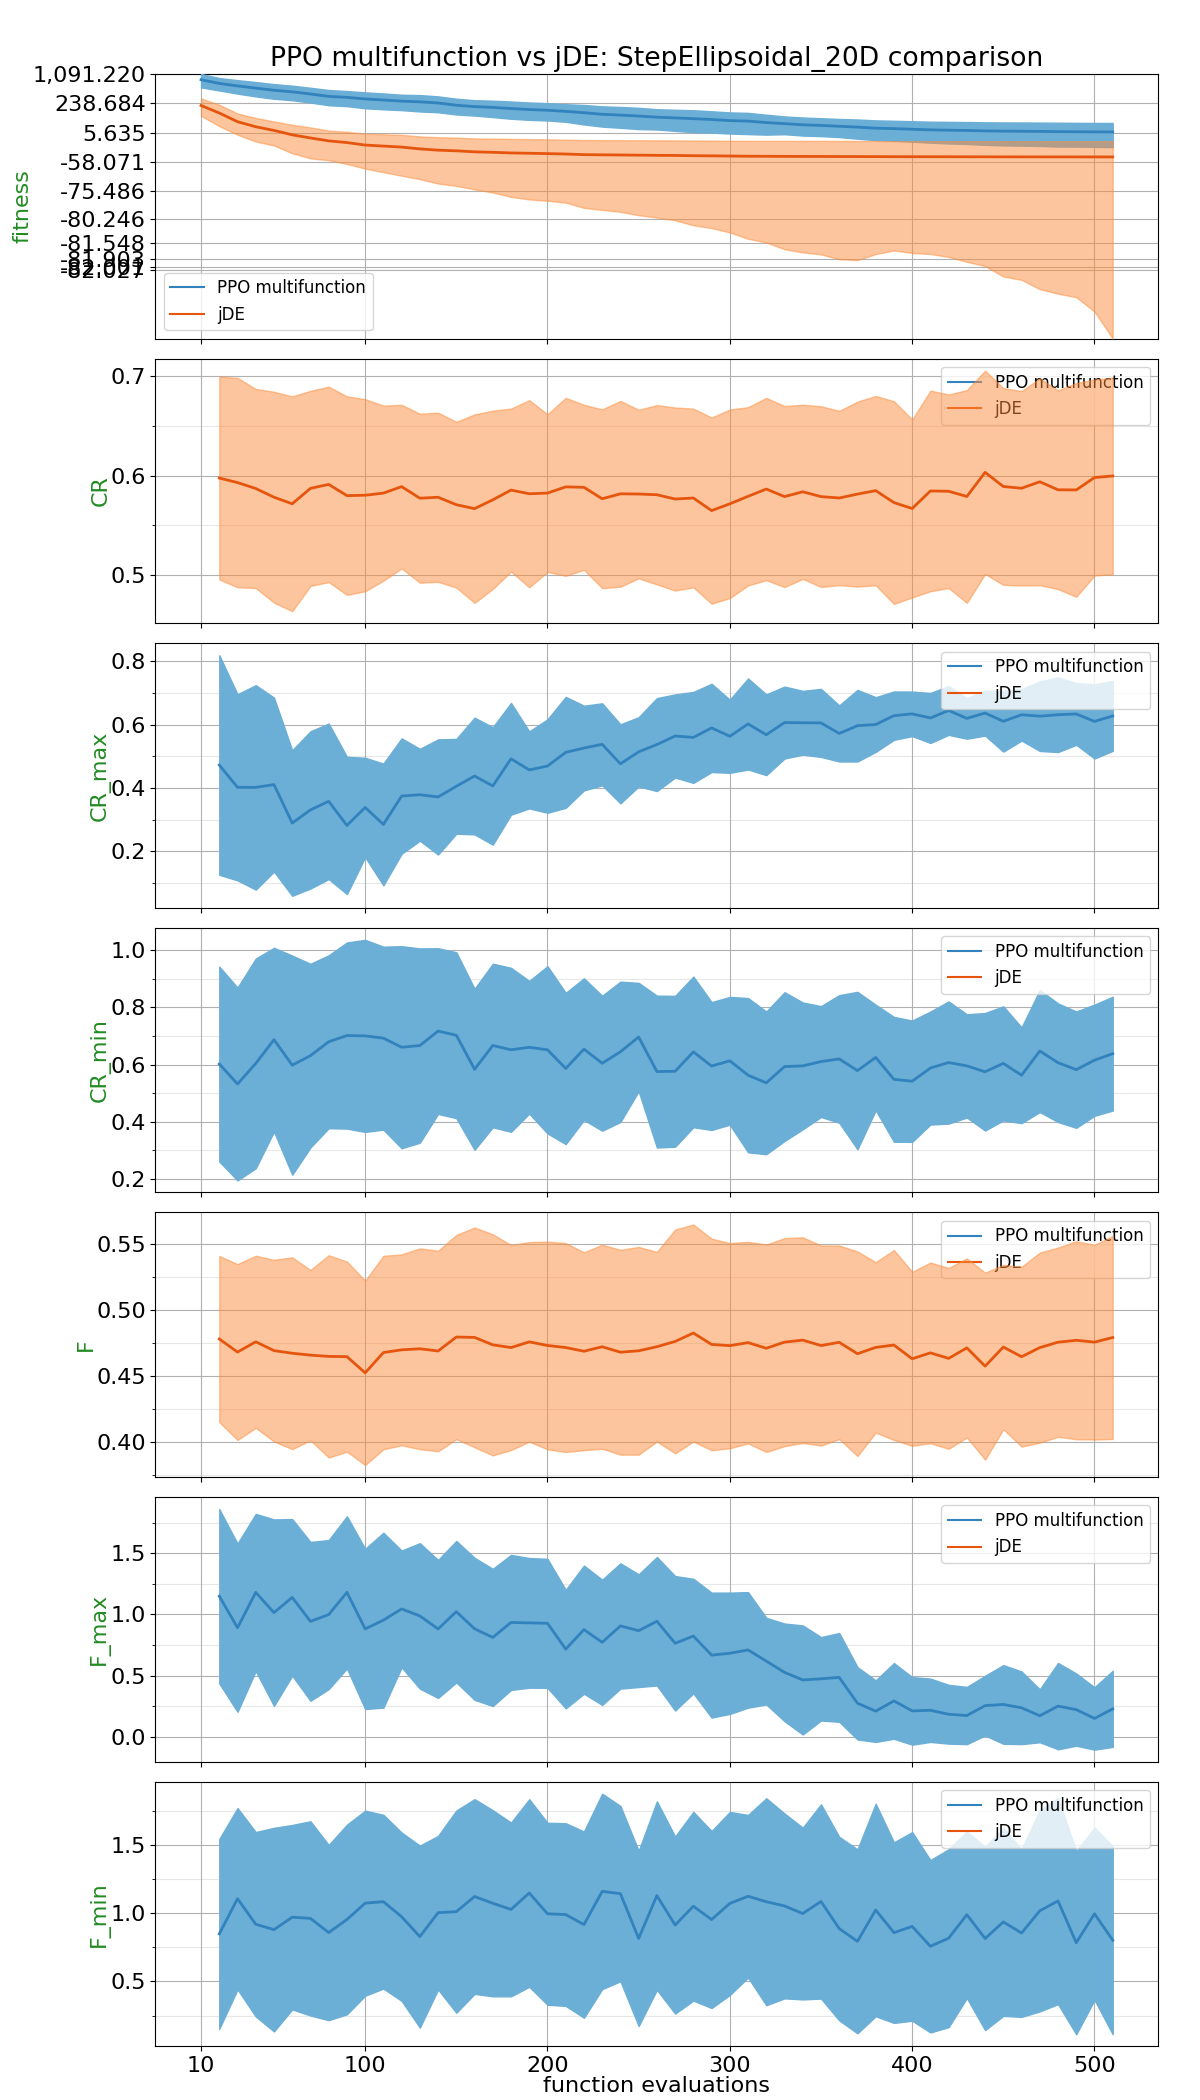 PPO multifunction vs jDE: StepEllipsoidal_20D comparison
1,091.220
238.684
5.635
-58.071
-75.486
-80.246
-81.548
-81.903
-82.027
fitness
PPO multifunction
jDE
0.7
0.6
0.5
CR
PPO multifunction
jDE
0.8
0.6
0.4
0.2
CR_max
PPO multifunction
jDE
1.0
0.8
0.6
0.4
0.2
CR_min
PPO multifunction
jDE
0.55
0.50
0.45
0.40
F
PPO multifunction
jDE
1.5
1.0
0.5
0.0
F_max
PPO multifunction
jDE
1.5
1.0
0.5
F_min
PPO multifunction
jDE
10 100 200 300 400 500
function evaluations